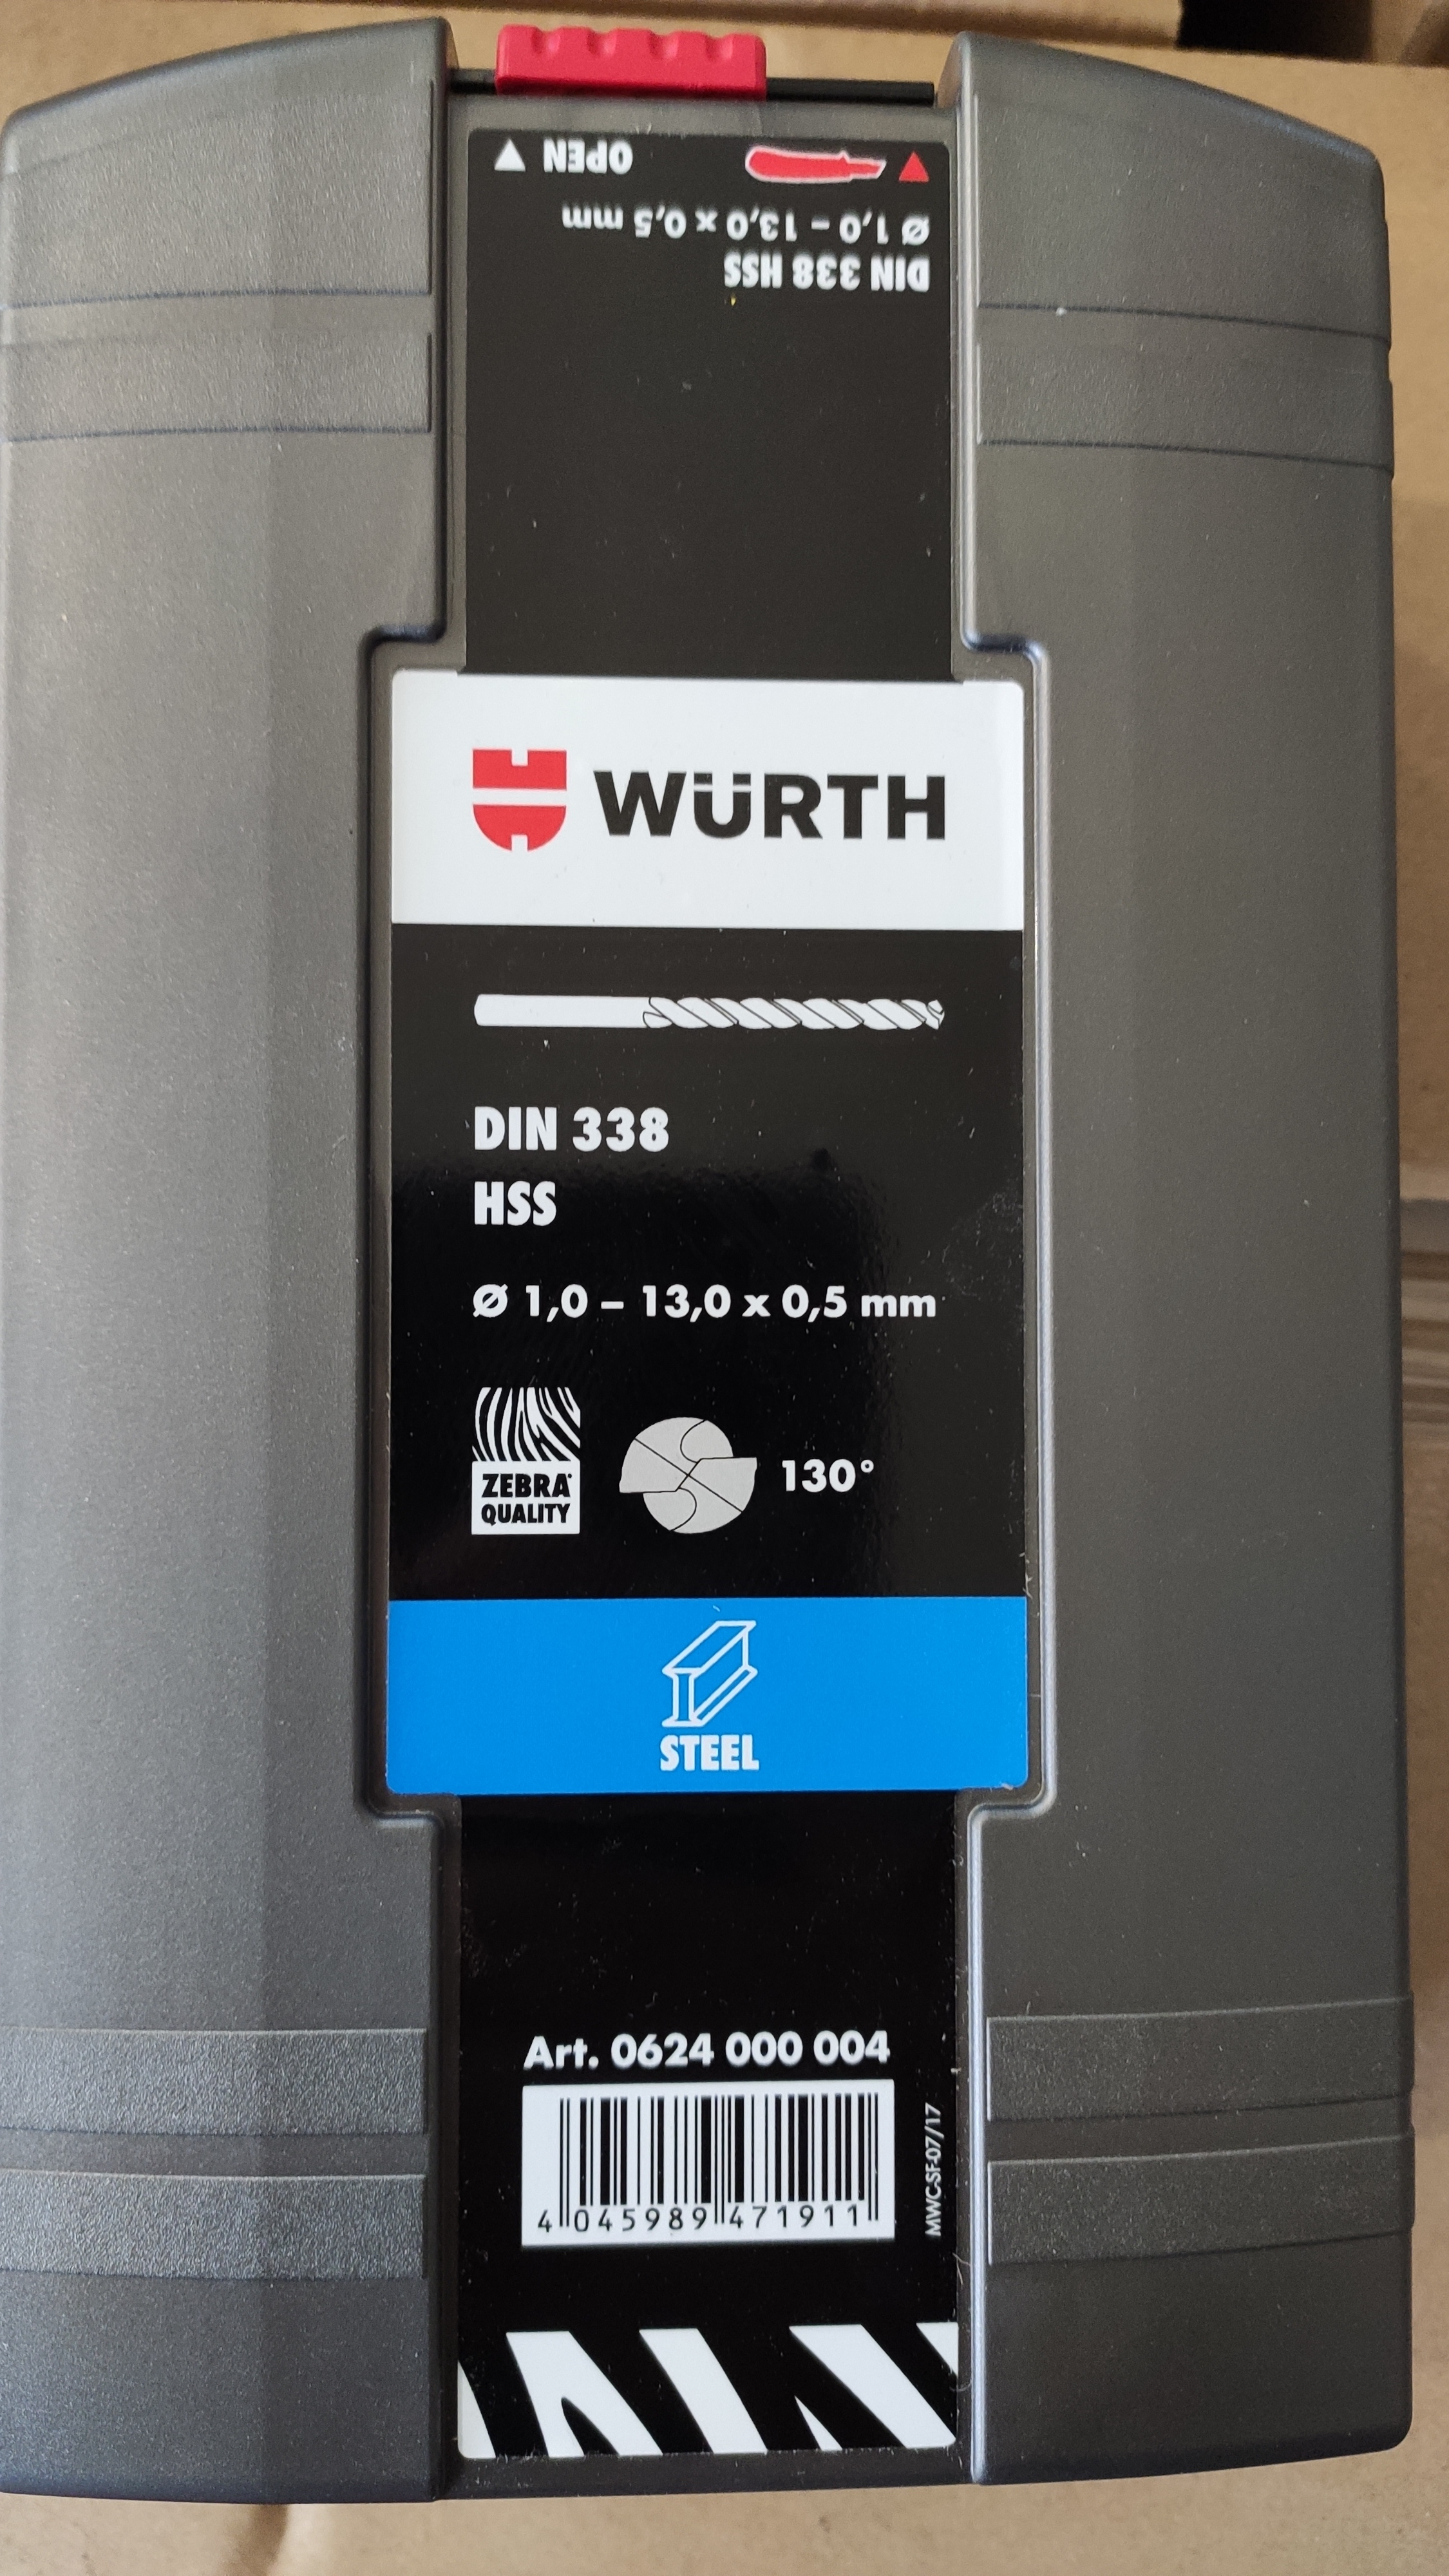 OPEN
Ø 1,0 – 13,0 x 0,5 mm
DIN 338 HSS
WÜRTH
DIN 338
HSS
Ø 1,0 – 13,0 x 0,5 mm
ZEBRA®
QUALITY
130°
STEEL
Art. 0624 000 004
4 045989 471911
MWC-SF-07/17